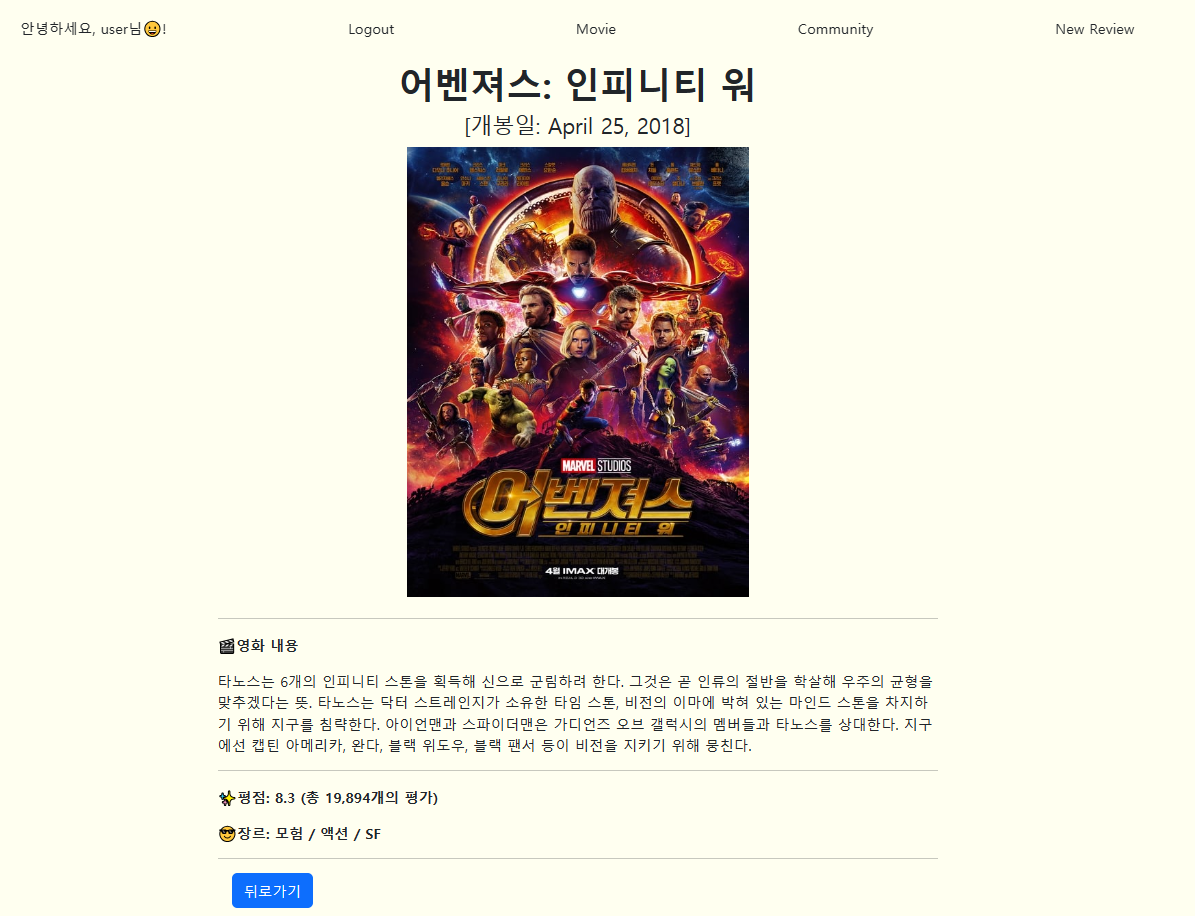 안녕하세요, user님😀!
Logout
Movie
Community
New Review
어벤져스: 인피니티 워
[개봉일: April 25, 2018]
MARVEL STUDIOS
어벤져스
인피니티 워
4월 IMAX 대개봉
🎬영화 내용
타노스는 6개의 인피니티 스톤을 획득해 신으로 군림하려 한다. 그것은 곧 인류의 절반을 학살해 우주의 균형을
맞추겠다는 뜻. 타노스는 닥터 스트레인지가 소유한 타임 스톤, 비전의 이마에 박혀 있는 마인드 스톤을 차지하
기 위해 지구를 침략한다. 아이언맨과 스파이더맨은 가디언즈 오브 갤럭시의 멤버들과 타노스를 상대한다. 지구
에선 캡틴 아메리카, 완다, 블랙 위도우, 블랙 팬서 등이 비전을 지키기 위해 뭉친다.
✨평점: 8.3 (총 19,894개의 평가)
😎장르: 모험 / 액션 / SF
뒤로가기